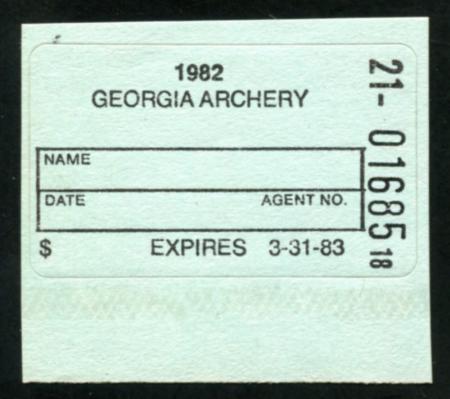 1982
GEORGIA ARCHERY
NAME
DATE AGENT NO.
$ EXPIRES 3-31-83
21- 01685 18